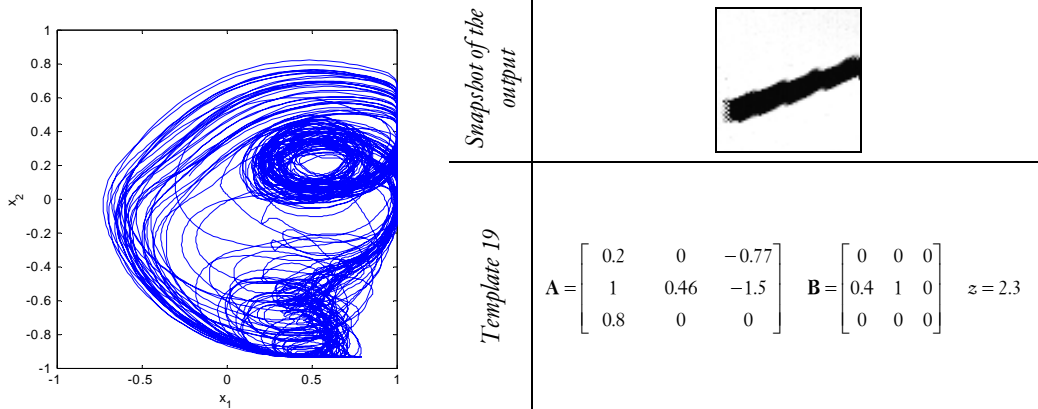 1
0.8
0.6
0.4
0.2
0
-0.2
-0.4
-0.6
-0.8
-1
-1 -0.5 0 0.5 1
x₂
x₁
Snapshot of the
output
Template 19
A = [ 0.2 0 −0.77 ] B = [ 0 0 0 ]
[ 1 0.46 −1.5 ] [ 0.4 1 0 ] z = 2.3
[ 0.8 0 0 ] [ 0 0 0 ]